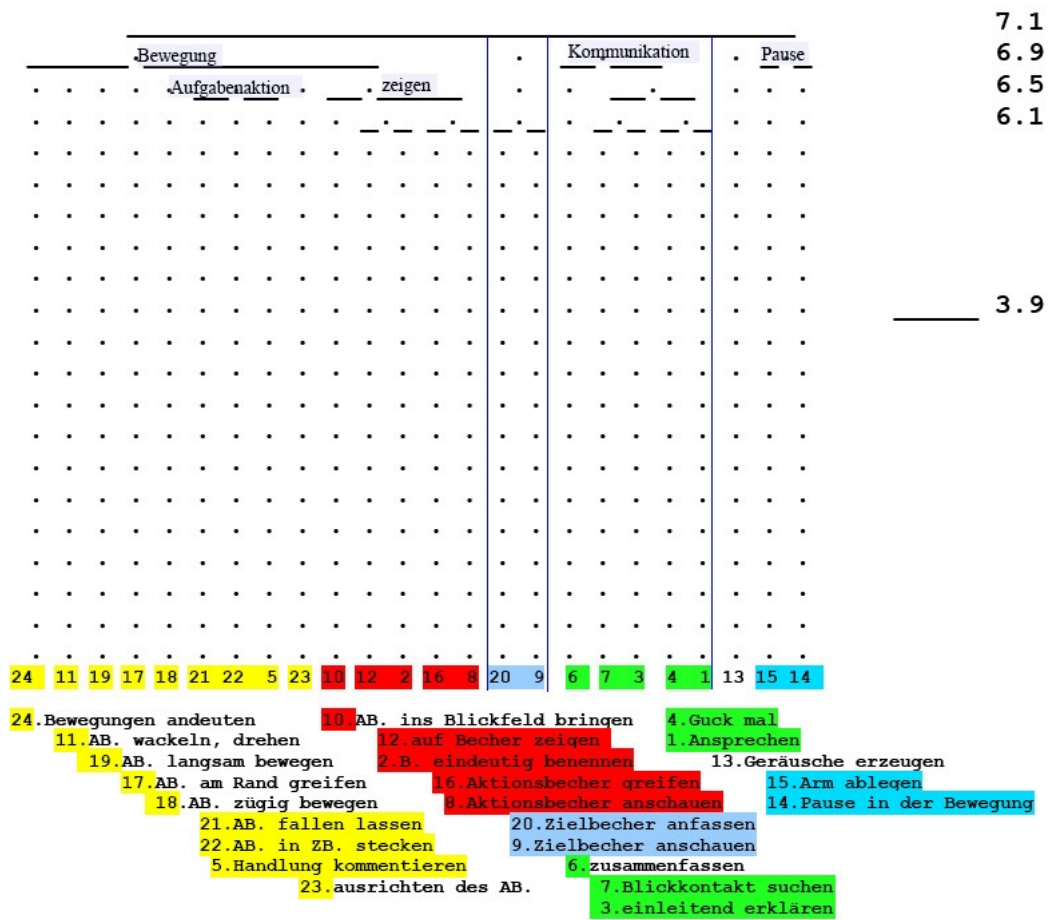 7.1
Bewegung Kommunikation Pause 6.9
Aufgabenaktion zeigen 6.5
6.1
3.9
24 11 19 17 18 21 22 5 23 10 12 2 16 8 20 9 6 7 3 4 1 13 15 14
24.Bewegungen andeuten 10.AB. ins Blickfeld bringen 4.Guck mal
11.AB. wackeln, drehen 12.auf Becher zeigen 1.Ansprechen
19.AB. langsam bewegen 2.B. eindeutig benennen 13.Geräusche erzeugen
17.AB. am Rand greifen 16.Aktionsbecher greifen 15.Arm ablegen
18.AB. zügig bewegen 8.Aktionsbecher anschauen 14.Pause in der Bewegung
21.AB. fallen lassen 20.Zielbecher anfassen
22.AB. in ZB. stecken 9.Zielbecher anschauen
5.Handlung kommentieren 6.zusammenfassen
23.ausrichten des AB. 7.Blickkontakt suchen
3.einleitend erklären